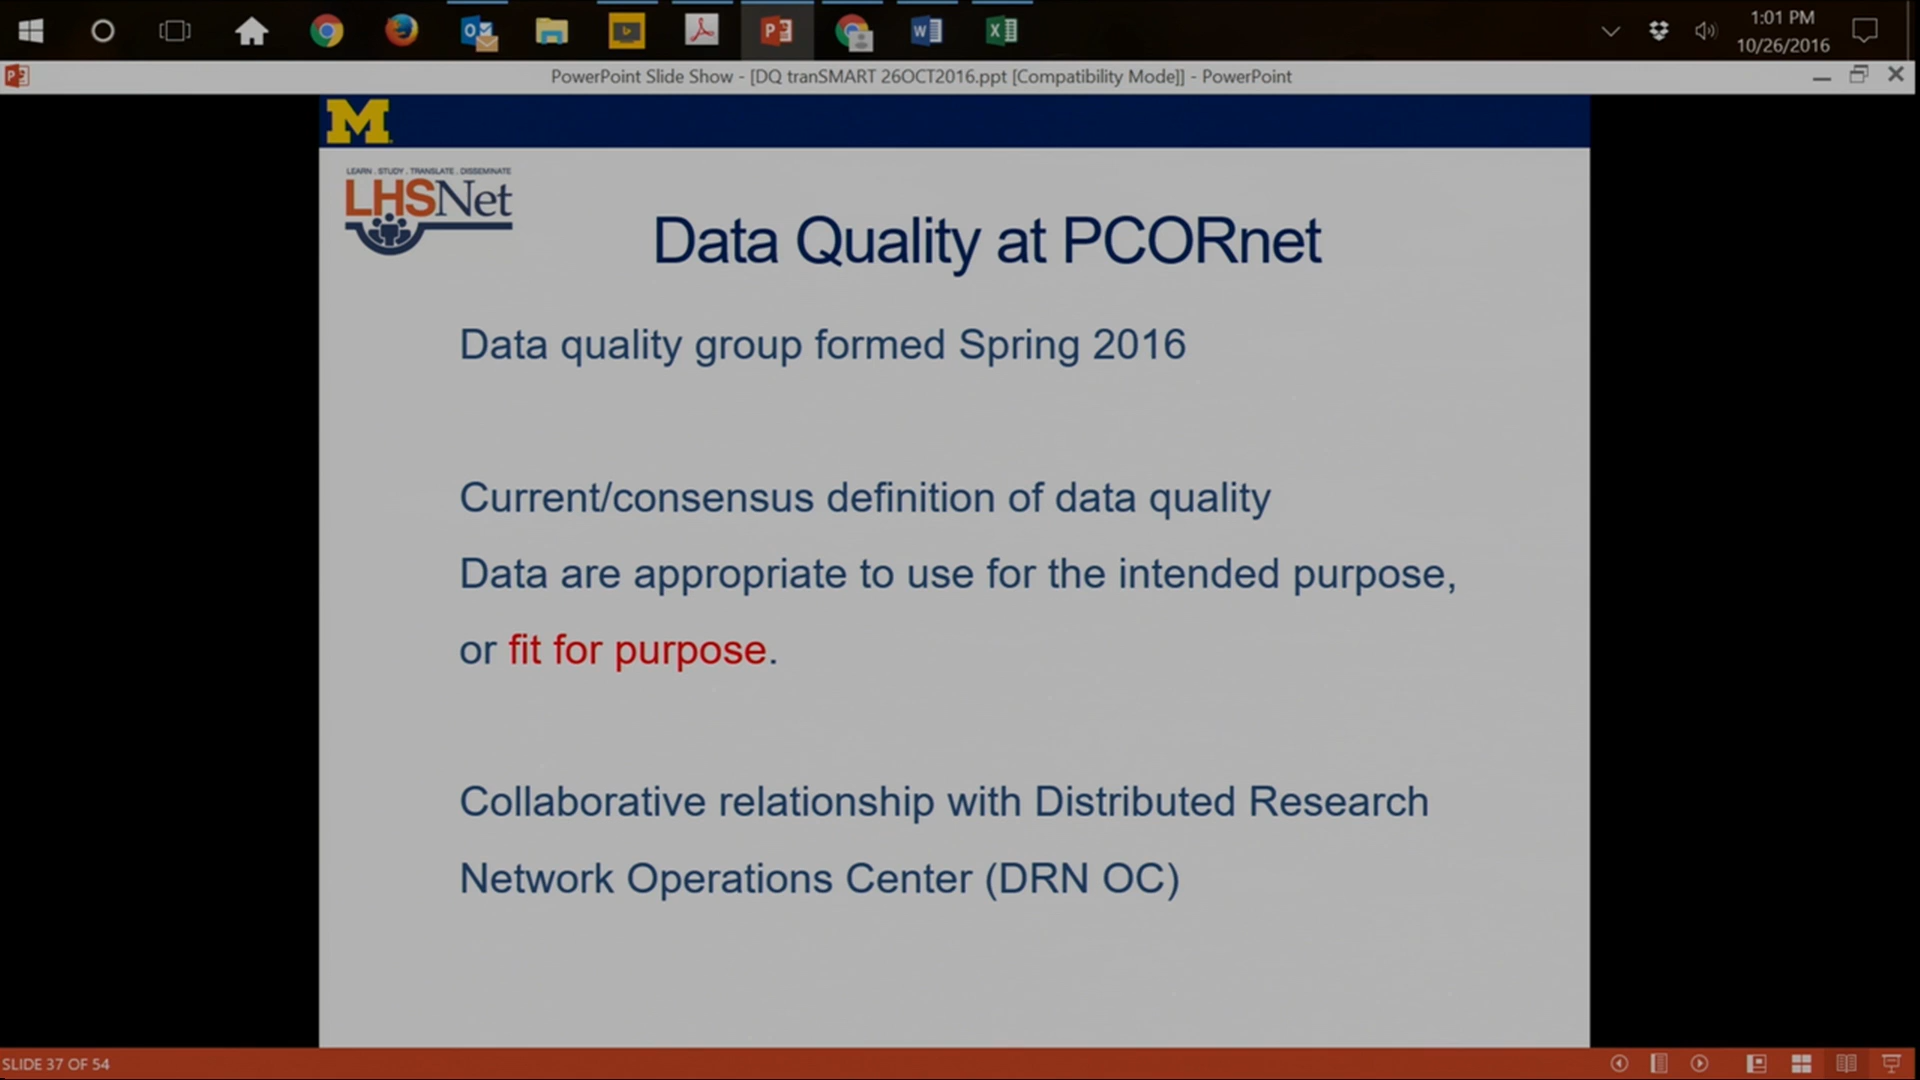 1:01 PM
10/26/2016
PowerPoint Slide Show - [DQ tranSMART 26OCT2016.ppt [Compatibility Mode]] - PowerPoint
M
LEARN . STUDY . TRANSLATE . DISSEMINATE
LHSNet
Data Quality at PCORnet
Data quality group formed Spring 2016
Current/consensus definition of data quality
Data are appropriate to use for the intended purpose,
or fit for purpose.
Collaborative relationship with Distributed Research
Network Operations Center (DRN OC)
SLIDE 37 OF 54